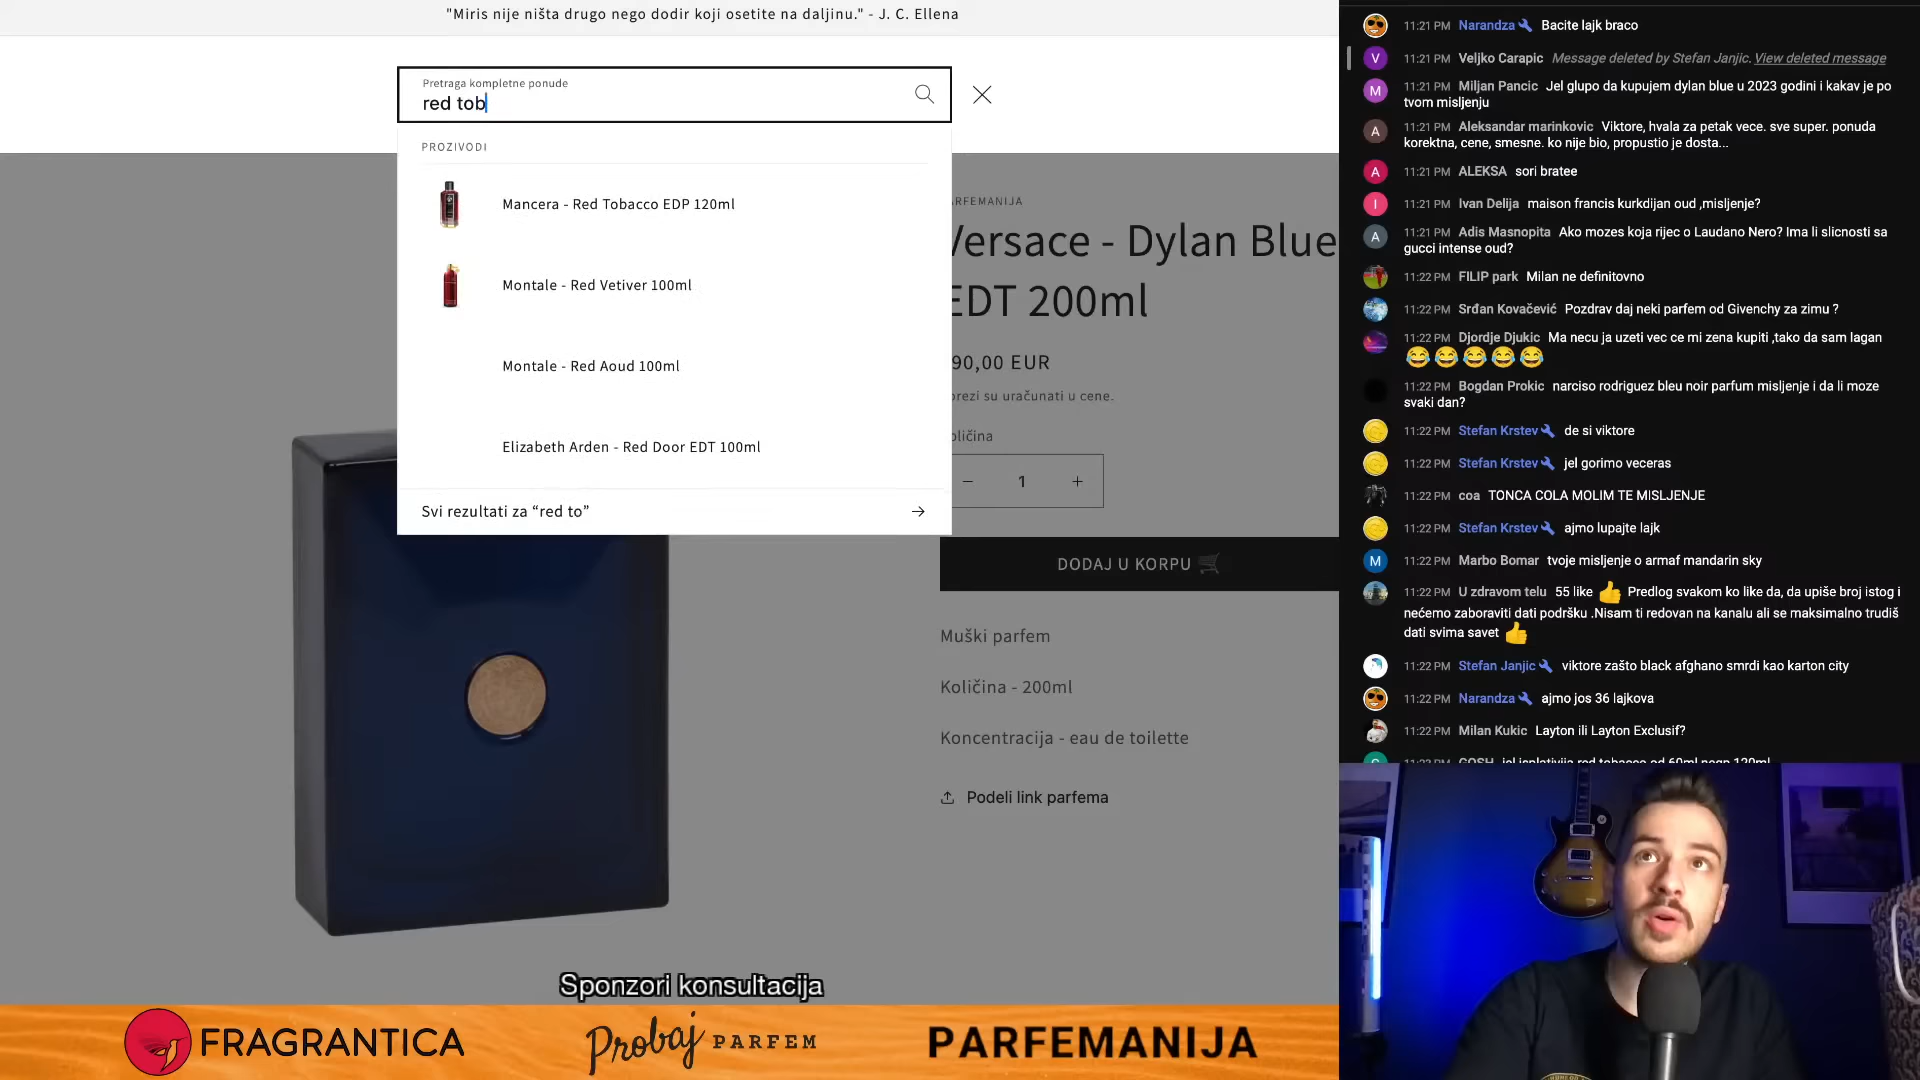 "Miris nije ništa drugo nego dodir koji osetite na daljinu." - J. C. Ellena
Pretraga kompletne ponude
red tob
PROZIVODI
Mancera - Red Tobacco EDP 120ml
Montale - Red Vetiver 100ml
Montale - Red Aoud 100ml
Elizabeth Arden - Red Door EDT 100ml
Svi rezultati za “red to”
ARFEMANIJA
Versace - Dylan Blue
EDT 200ml
90,00 EUR
orezi su uračunati u cene.
oličina
− 1 +
DODAJ U KORPU
Muški parfem
Količina - 200ml
Koncentracija - eau de toilette
Podeli link parfema
Sponzori konsultacija
FRAGRANTICA
Probaj PARFEM
PARFEMANIJA
11:21 PM Narandza Bacite lajk braco
V 11:21 PM Veljko Carapic Message deleted by Stefan Janjic. View deleted message
M 11:21 PM Miljan Pancic Jel glupo da kupujem dylan blue u 2023 godini i kakav je po
tvom misljenju
A 11:21 PM Aleksandar marinkovic Viktore, hvala za petak vece. sve super. ponuda
korektna, cene, smesne. ko nije bio, propustio je dosta...
A 11:21 PM ALEKSA sori bratee
I 11:21 PM Ivan Delija maison francis kurkdijan oud ,misljenje?
A 11:21 PM Adis Masnopita Ako mozes koja rijec o Laudano Nero? Ima li slicnosti sa
gucci intense oud?
11:22 PM FILIP park Milan ne definitovno
11:22 PM Srđan Kovačević Pozdrav daj neki parfem od Givenchy za zimu ?
11:22 PM Djordje Djukic Ma necu ja uzeti vec ce mi zena kupiti ,tako da sam lagan
😂😂😂😂😂
11:22 PM Bogdan Prokic narciso rodriguez bleu noir parfum misljenje i da li moze
svaki dan?
11:22 PM Stefan Krstev de si viktore
11:22 PM Stefan Krstev jel gorimo veceras
11:22 PM coa TONCA COLA MOLIM TE MISLJENJE
11:22 PM Stefan Krstev ajmo lupajte lajk
M 11:22 PM Marbo Bomar tvoje misljenje o armaf mandarin sky
11:22 PM U zdravom telu 55 like 👍 Predlog svakom ko like da, da upiše broj istog i
nećemo zaboraviti dati podršku .Nisam ti redovan na kanalu ali se maksimalno trudiš
dati svima savet 👍
11:22 PM Stefan Janjic viktore zašto black afghano smrdi kao karton city
11:22 PM Narandza ajmo jos 36 lajkova
11:22 PM Milan Kukic Layton ili Layton Exclusif?
GOSH jel isplativija red tobacco od 60ml nego 120ml